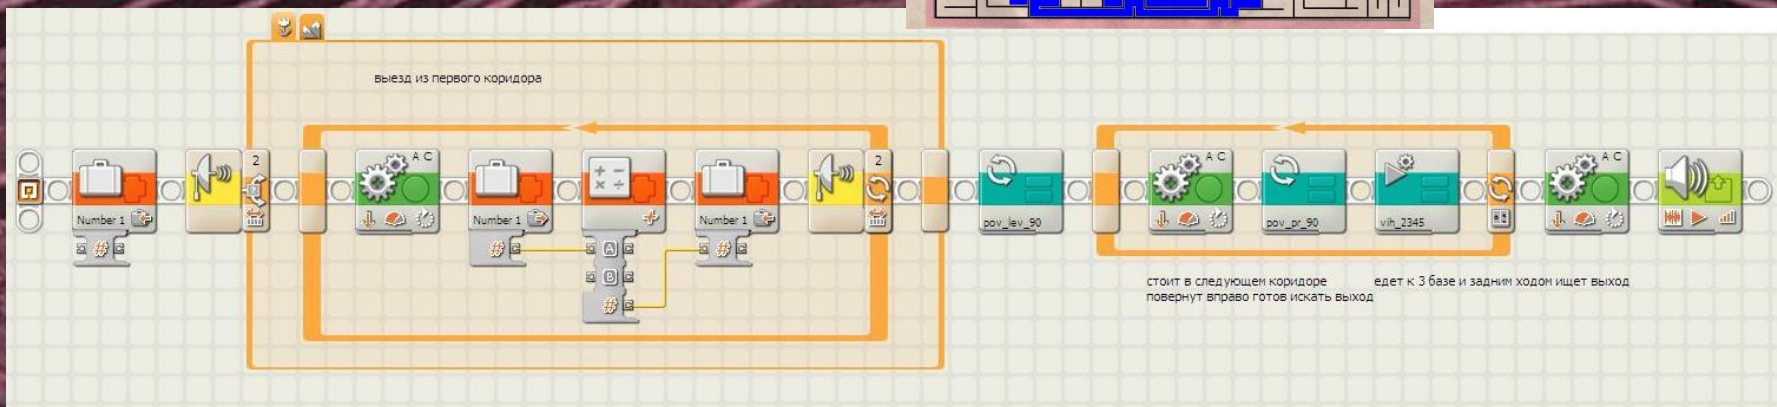 выезд из первого коридора
2
A C
2
A C
A C
Number 1
Number 1
Number 1
pov_lev_90
pov_pr_90
vih_2345
A
B
стоит в следующем коридоре
повернут вправо готов искать выход
едет к 3 базе и задним ходом ищет выход